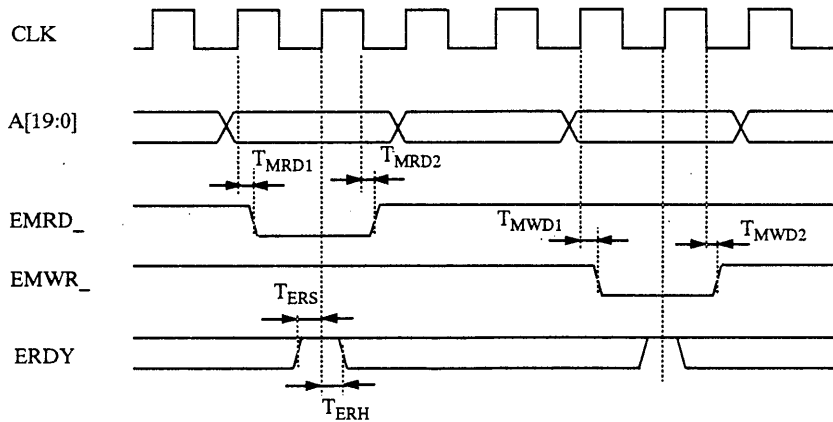 CLK
A[19:0]
TMRD1
TMRD2
EMRD_
TMWD1
TMWD2
EMWR_
TERS
ERDY
TERH